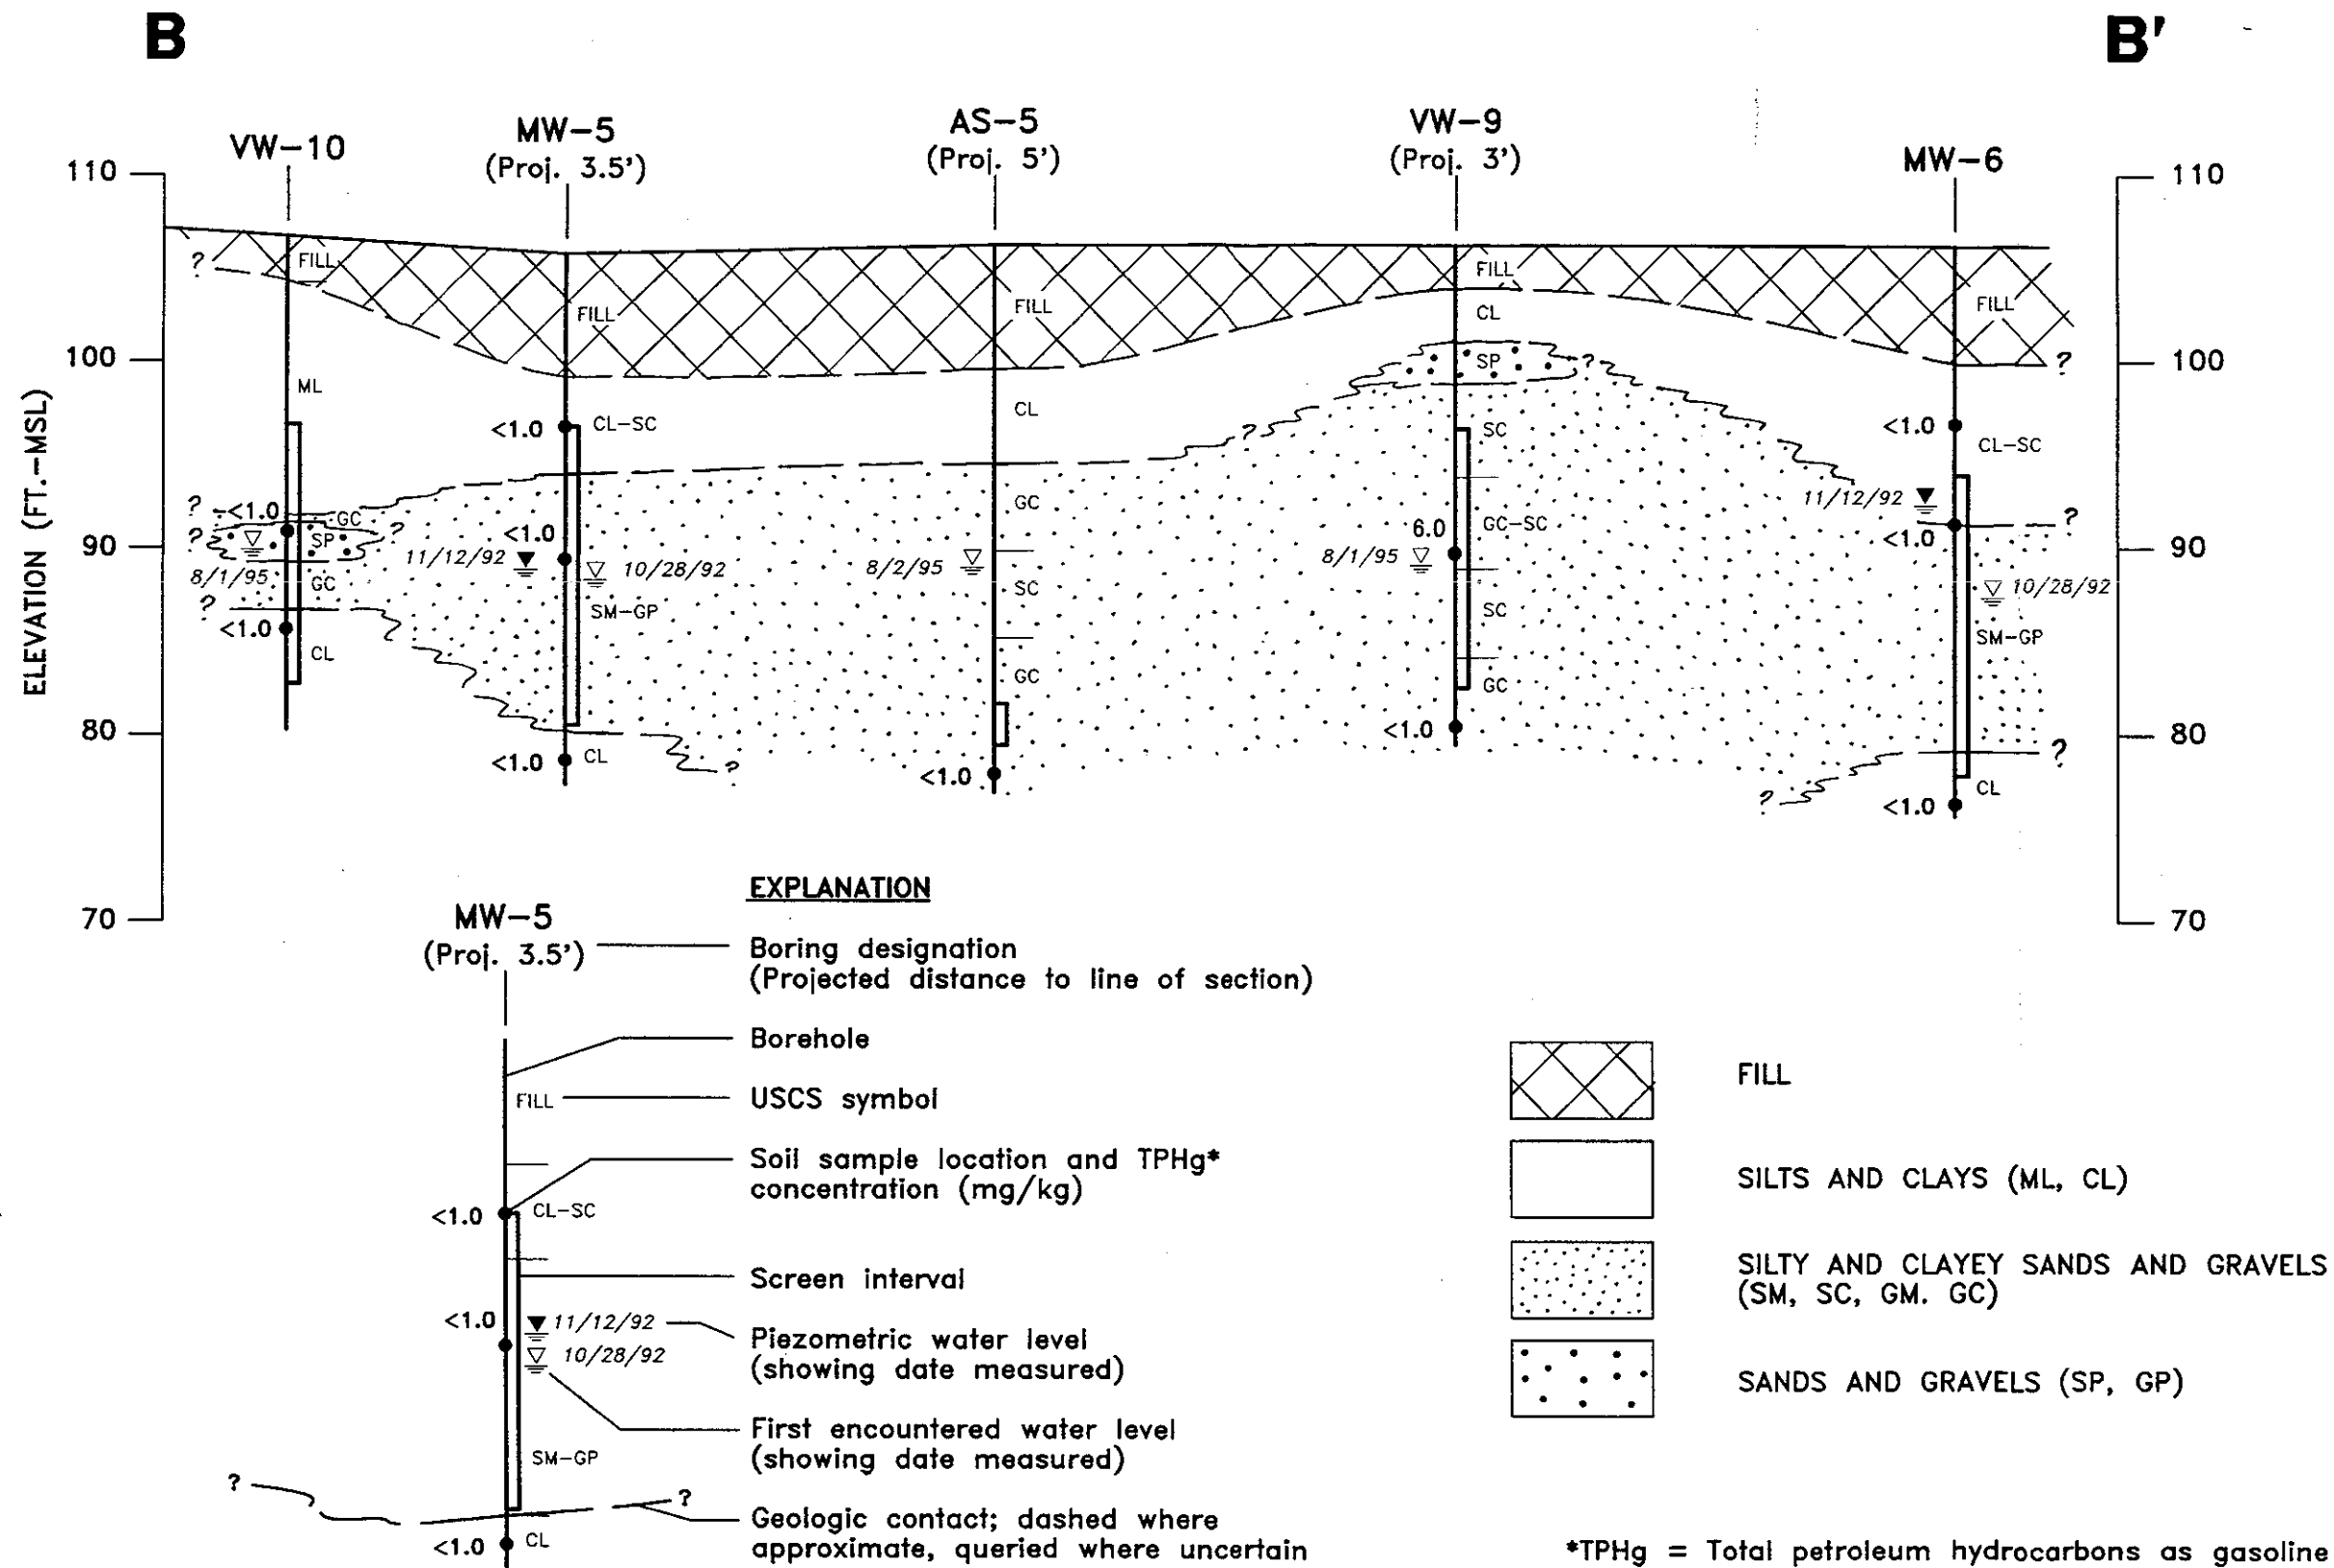 B
B'
VW-10
MW-5
(Proj. 3.5')
AS-5
(Proj. 5')
VW-9
(Proj. 3')
MW-6
110
100
90
80
70
ELEVATION (FT.-MSL)
110
100
90
80
70
?
FILL
ML
?
<1.0
GC
?
SP
?
8/1/95
GC
?
<1.0
CL
FILL
<1.0
CL-SC
<1.0
11/12/92
10/28/92
SM-GP
<1.0
CL
?
FILL
CL
GC
8/2/95
SC
GC
<1.0
?
FILL
CL
SP
?
SC
6.0
GC-SC
8/1/95
SC
GC
<1.0
FILL
?
<1.0
CL-SC
11/12/92
?
<1.0
10/28/92
SM-GP
?
?
CL
<1.0
EXPLANATION
MW-5
(Proj. 3.5')
Boring designation
(Projected distance to line of section)
Borehole
FILL
USCS symbol
Soil sample location and TPHg*
concentration (mg/kg)
<1.0
CL-SC
Screen interval
<1.0
11/12/92
10/28/92
Piezometric water level
(showing date measured)
First encountered water level
(showing date measured)
SM-GP
?
?
Geologic contact; dashed where
approximate, queried where uncertain
<1.0
CL
FILL
SILTS AND CLAYS (ML, CL)
SILTY AND CLAYEY SANDS AND GRAVELS
(SM, SC, GM. GC)
SANDS AND GRAVELS (SP, GP)
*TPHg = Total petroleum hydrocarbons as gasoline